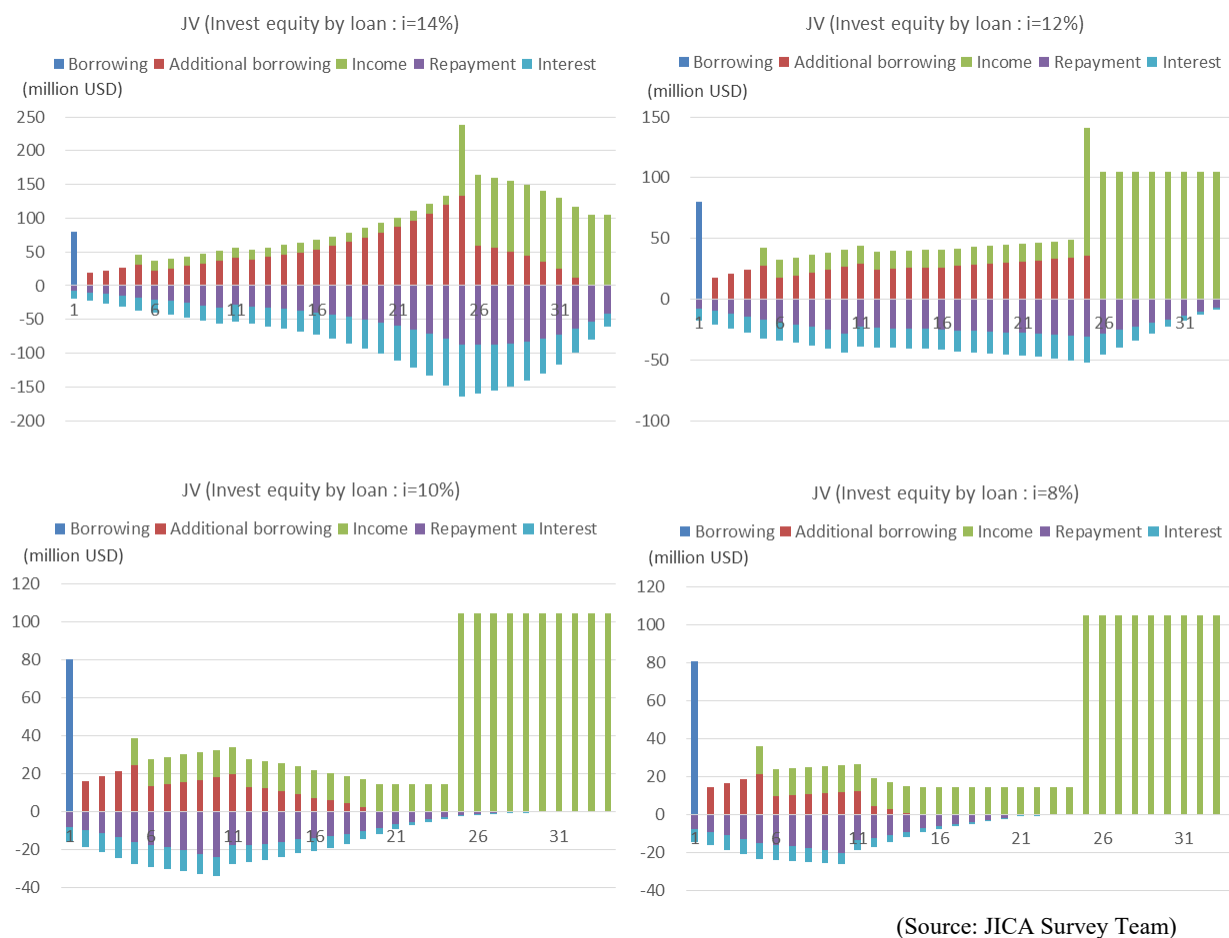 JV (Invest equity by loan : i=14%)
Borrowing Additional borrowing Income Repayment Interest
(million USD)
250
200
150
100
50
0
-50
-100
-150
-200
1 6 11 16 21 26 31
JV (Invest equity by loan : i=12%)
Borrowing Additional borrowing Income Repayment Interest
(million USD)
150
100
50
0
-50
-100
1 6 11 16 21 26 31
JV (Invest equity by loan : i=10%)
Borrowing Additional borrowing Income Repayment Interest
(million USD)
120
100
80
60
40
20
0
-20
-40
1 6 11 16 21 26 31
JV (Invest equity by loan : i=8%)
Borrowing Additional borrowing Income Repayment Interest
(million USD)
120
100
80
60
40
20
0
-20
-40
1 6 11 16 21 26 31
(Source: JICA Survey Team)